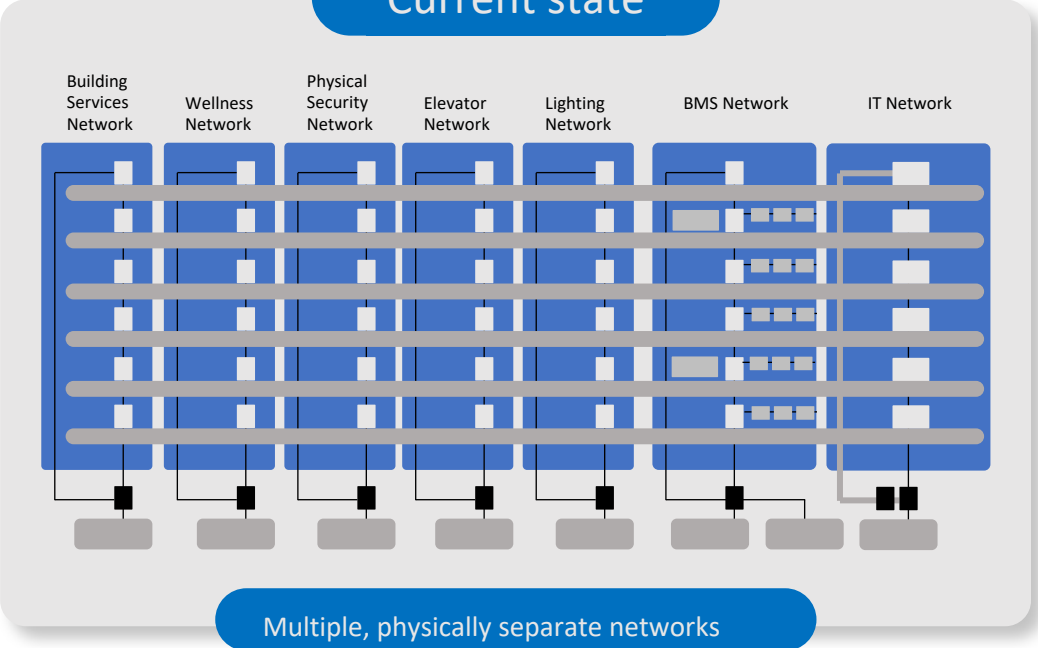 Current state
Building
Services
Network
Wellness
Network
Physical
Security
Network
Elevator
Network
Lighting
Network
BMS Network
IT Network
Multiple, physically separate networks